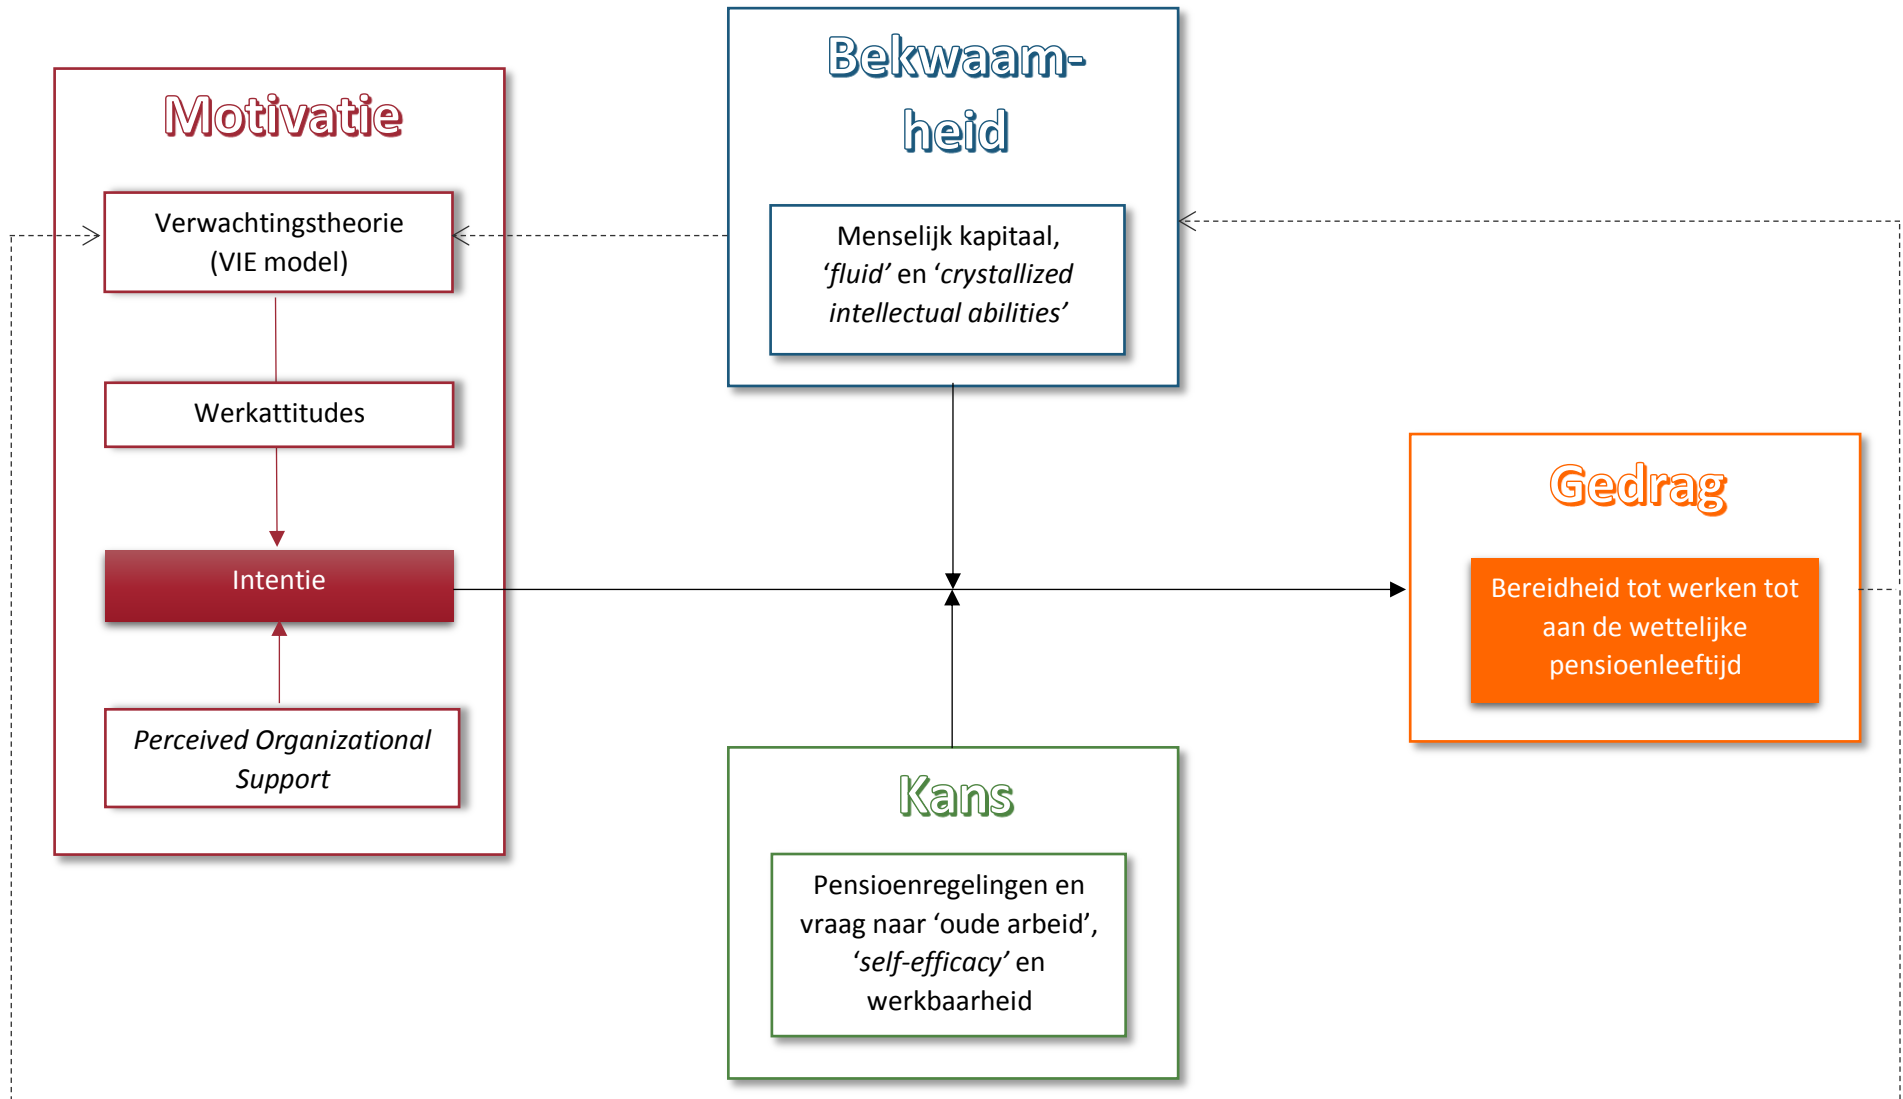 Motivatie
Verwachtingstheorie
(VIE model)
Werkattitudes
Intentie
Perceived Organizational
Support
Bekwaam-
heid
Menselijk kapitaal,
‘fluid’ en ‘crystallized
intellectual abilities’
Kans
Pensioenregelingen en
vraag naar ‘oude arbeid’,
‘self-efficacy’ en
werkbaarheid
Gedrag
Bereidheid tot werken tot
aan de wettelijke
pensioenleeftijd